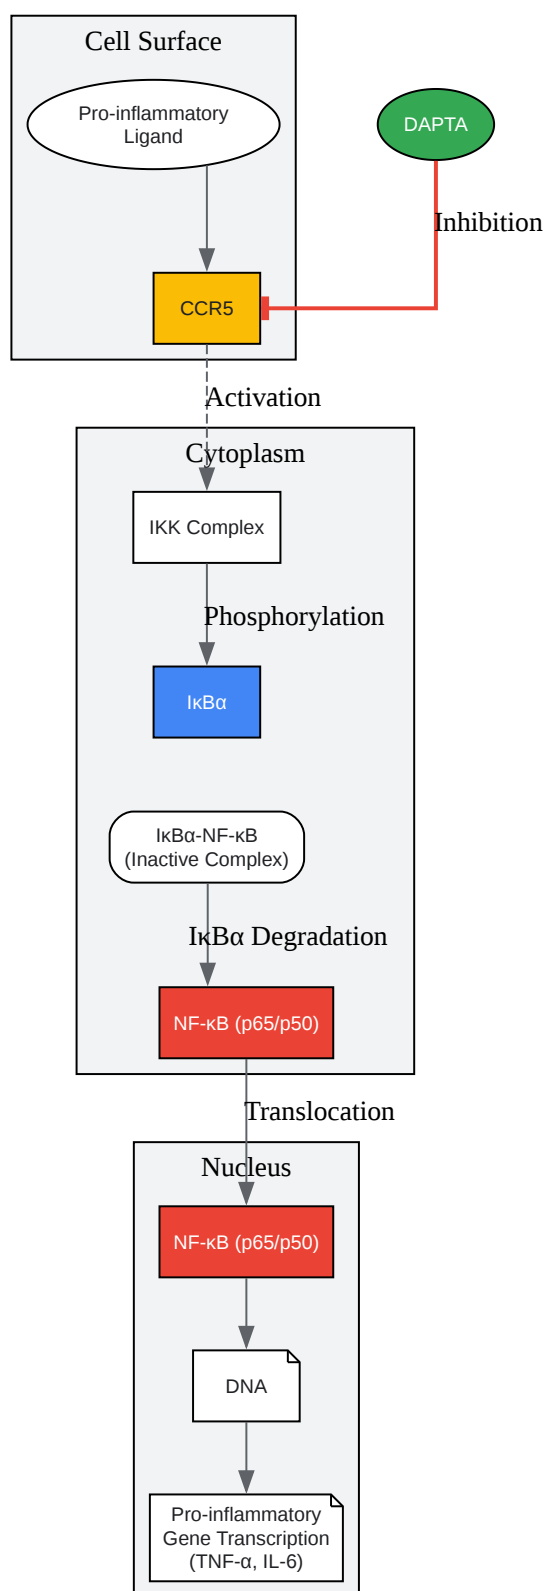 Cell Surface
Pro-inflammatory
Ligand
DAPTA
Inhibition
CCR5
Activation
Cytoplasm
IKK Complex
Phosphorylation
IκBα
IκBα-NF-κB
(Inactive Complex)
IκBα Degradation
NF-κB (p65/p50)
Translocation
Nucleus
NF-κB (p65/p50)
DNA
Pro-inflammatory
Gene Transcription
(TNF-α, IL-6)